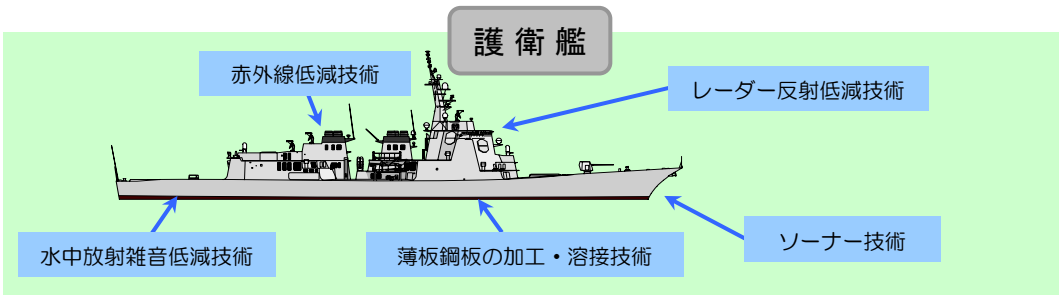 護衛艦
赤外線低減技術
レーダー反射低減技術
水中放射雑音低減技術
薄板鋼板の加工・溶接技術
ソーナー技術